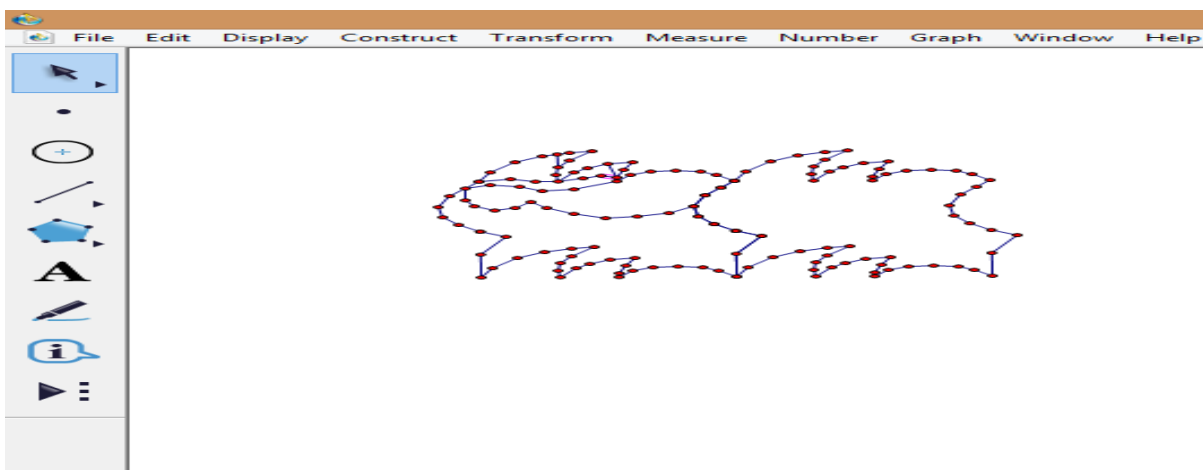 File Edit Display Construct Transform Measure Number Graph Window Help
A
i